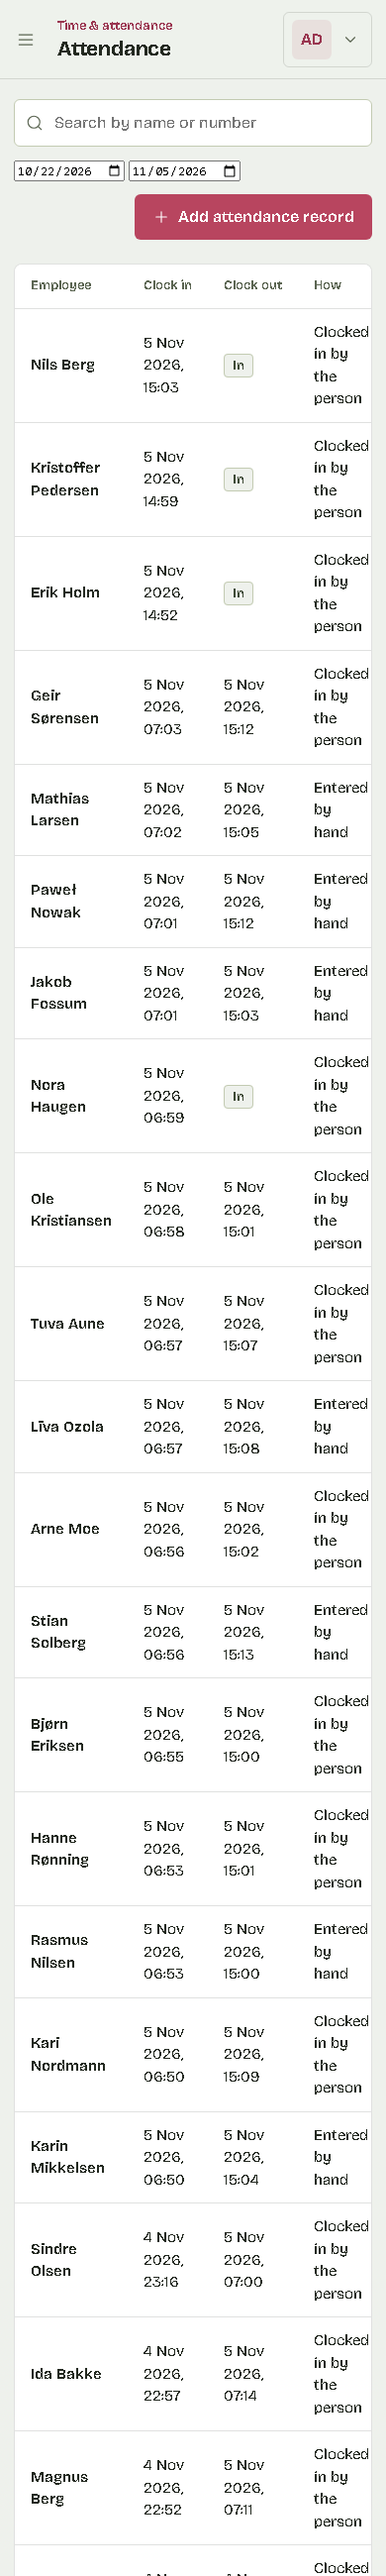 Time & attendance
Attendance
AD
Search by name or number
10/22/2026 11/05/2026
Add attendance record
Employee Clock in Clock out How
Nils Berg 5 Nov 2026, 15:03 In Clocked in by the person
Kristoffer Pedersen 5 Nov 2026, 14:59 In Clocked in by the person
Erik Holm 5 Nov 2026, 14:52 In Clocked in by the person
Geir Sørensen 5 Nov 2026, 07:03 5 Nov 2026, 15:12 Clocked in by the person
Mathias Larsen 5 Nov 2026, 07:02 5 Nov 2026, 15:05 Entered by hand
Paweł Nowak 5 Nov 2026, 07:01 5 Nov 2026, 15:12 Entered by hand
Jakob Fossum 5 Nov 2026, 07:01 5 Nov 2026, 15:03 Entered by hand
Nora Haugen 5 Nov 2026, 06:59 In Clocked in by the person
Ole Kristiansen 5 Nov 2026, 06:58 5 Nov 2026, 15:01 Clocked in by the person
Tuva Aune 5 Nov 2026, 06:57 5 Nov 2026, 15:07 Clocked in by the person
Līva Ozola 5 Nov 2026, 06:57 5 Nov 2026, 15:08 Entered by hand
Arne Moe 5 Nov 2026, 06:56 5 Nov 2026, 15:02 Clocked in by the person
Stian Solberg 5 Nov 2026, 06:56 5 Nov 2026, 15:13 Entered by hand
Bjørn Eriksen 5 Nov 2026, 06:55 5 Nov 2026, 15:00 Clocked in by the person
Hanne Rønning 5 Nov 2026, 06:53 5 Nov 2026, 15:01 Clocked in by the person
Rasmus Nilsen 5 Nov 2026, 06:53 5 Nov 2026, 15:00 Entered by hand
Kari Nordmann 5 Nov 2026, 06:50 5 Nov 2026, 15:09 Clocked in by the person
Karin Mikkelsen 5 Nov 2026, 06:50 5 Nov 2026, 15:04 Entered by hand
Sindre Olsen 4 Nov 2026, 23:16 5 Nov 2026, 07:00 Clocked in by the person
Ida Bakke 4 Nov 2026, 22:57 5 Nov 2026, 07:14 Clocked in by the person
Magnus Berg 4 Nov 2026, 22:52 5 Nov 2026, 07:11 Clocked in by the person
Clocked